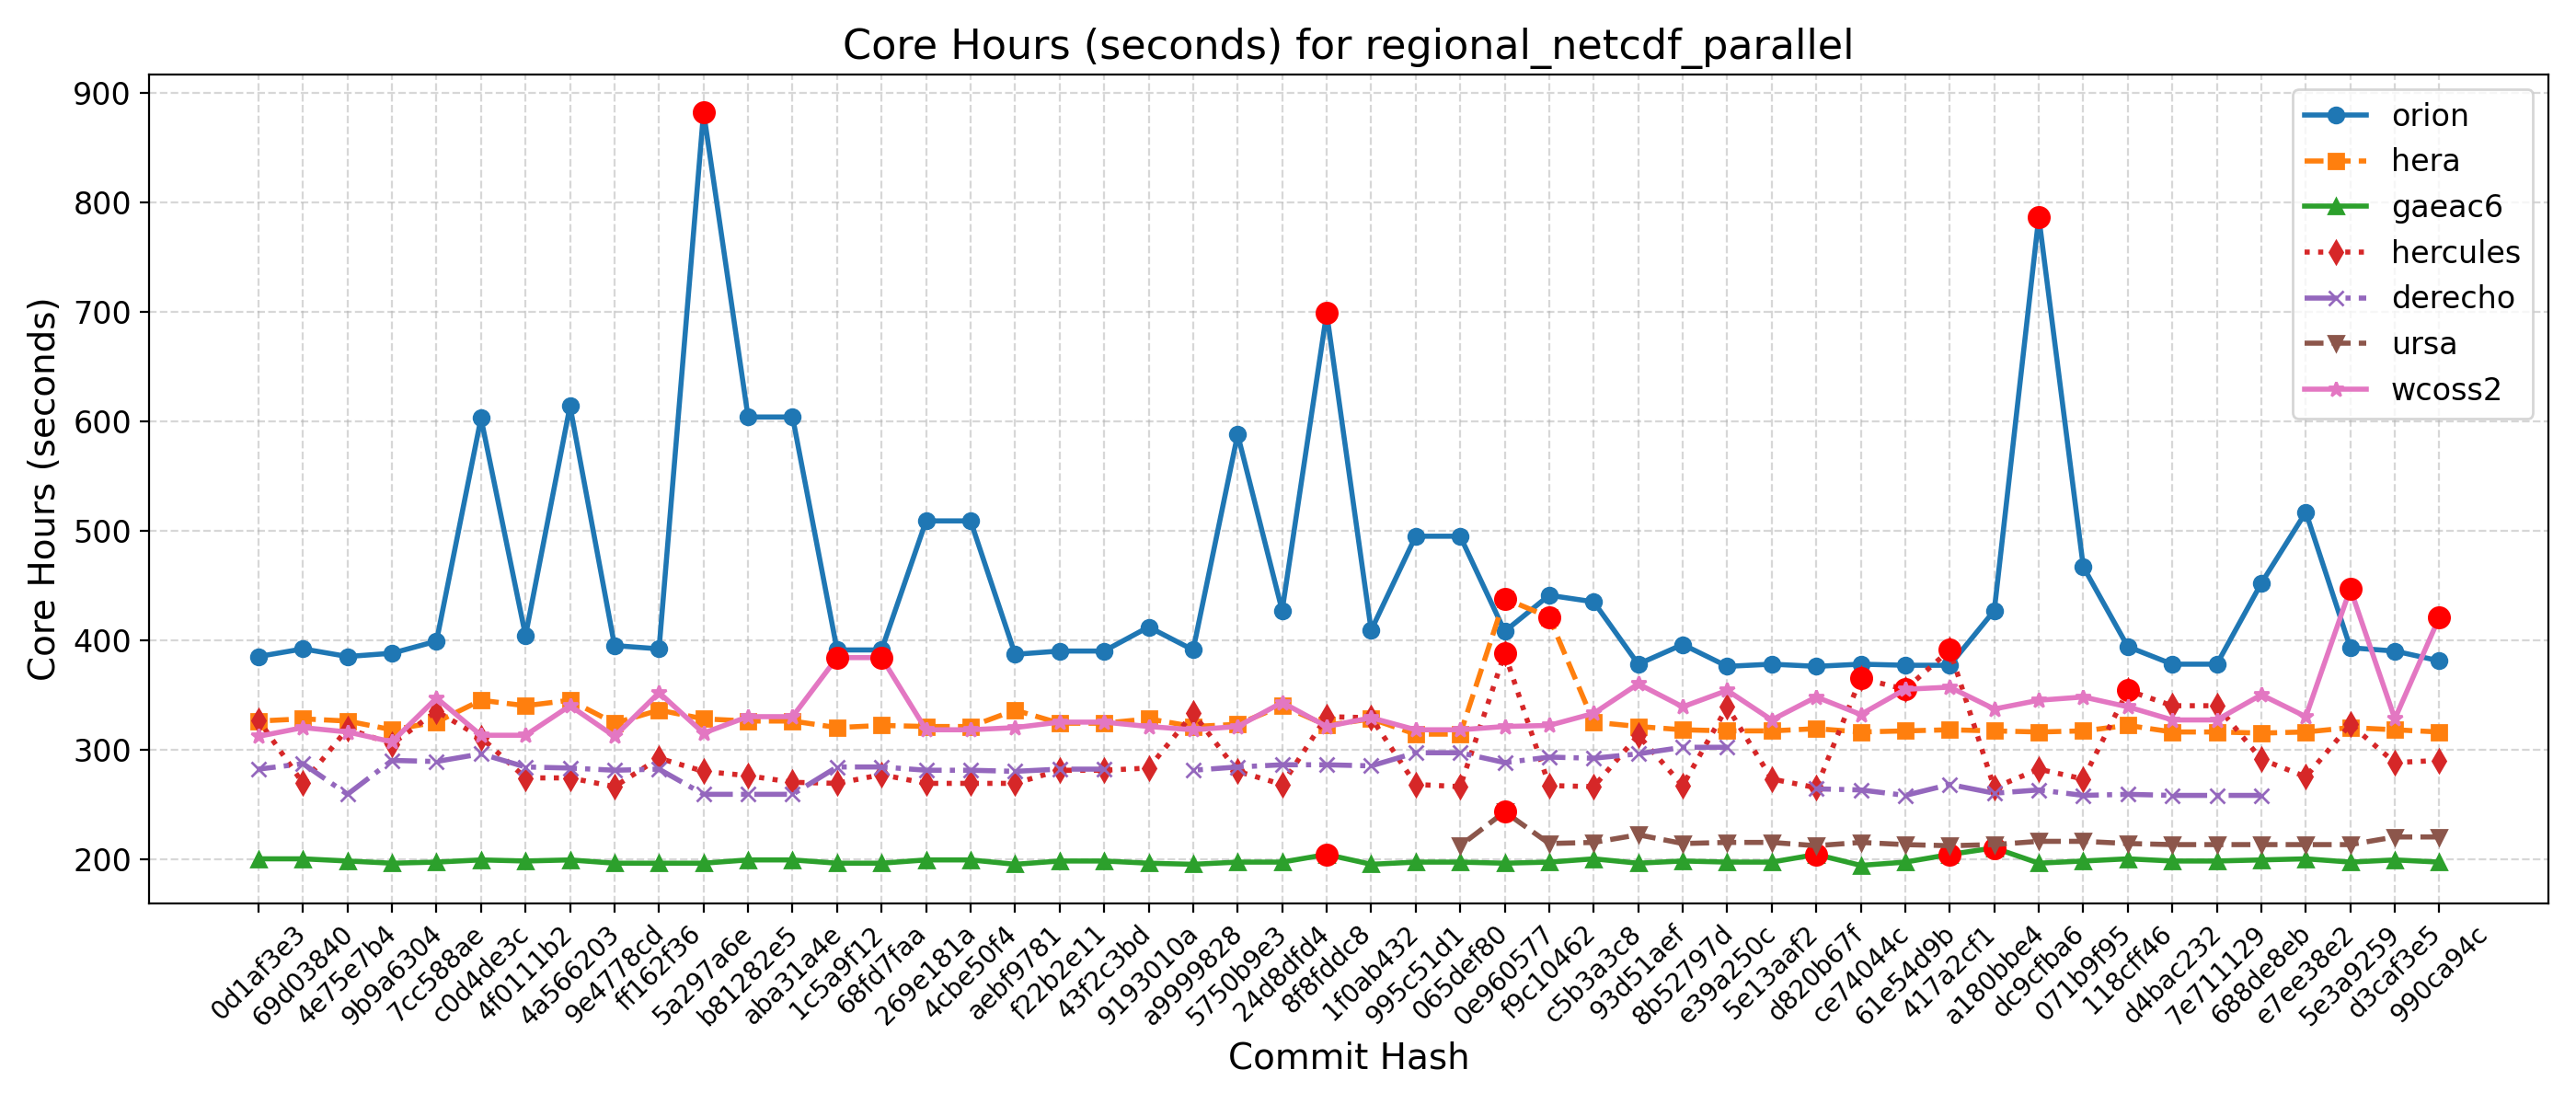 Core Hours (seconds) for regional_netcdf_parallel
Core Hours (seconds)
900
800
700
600
500
400
300
200
orion
hera
gaeac6
hercules
derecho
ursa
wcoss2
0d1af3e3
69d03840
4e75e7b4
9b9a6304
7cc588ae
c0d4de3c
4f0111b2
4a566203
9e4778cd
ff162f36
5a297a6e
b81282e5
aba31a4e
1c5a9f12
68fd7faa
269e181a
4cbe50f4
aebf9781
f22b2e11
43f2c3bd
9193010a
a9999828
5750b9e3
24d8dfd4
8f8fddc8
1f0ab432
995c51d1
065def80
0e960577
f9c10462
c5b3a3c8
93d51aef
8b52797d
e39a250c
5e13aaf2
d820b67f
ce74044c
61e54d9b
417a2cf1
a180bbe4
dc9cfba6
071b9f95
118cff46
d4bac232
7e711129
688de8eb
e7ee38e2
5e3a9259
d3caf3e5
990ca94c
Commit Hash